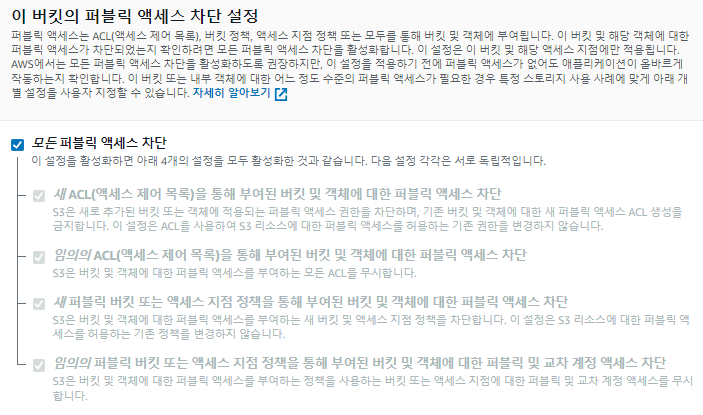 이 버킷의 퍼블릭 액세스 차단 설정
퍼블릭 액세스는 ACL(액세스 제어 목록), 버킷 정책, 액세스 지점 정책 또는 모두를 통해 버킷 및 객체에 부여됩니다. 이 버킷 및 해당 객체에 대한
퍼블릭 액세스가 차단되었는지 확인하려면 모든 퍼블릭 액세스 차단을 활성화합니다. 이 설정은 이 버킷 및 해당 액세스 지점에만 적용됩니다.
AWS에서는 모든 퍼블릭 액세스 차단을 활성화하도록 권장하지만, 이 설정을 적용하기 전에 퍼블릭 액세스가 없어도 애플리케이션이 올바르게
작동하는지 확인합니다. 이 버킷 또는 내부 객체에 대한 어느 정도 수준의 퍼블릭 액세스가 필요한 경우 특정 스토리지 사용 사례에 맞게 아래 개
별 설정을 사용자 지정할 수 있습니다. 자세히 알아보기
모든 퍼블릭 액세스 차단
이 설정을 활성화하면 아래 4개의 설정을 모두 활성화한 것과 같습니다. 다음 설정 각각은 서로 독립적입니다.
새 ACL(액세스 제어 목록)을 통해 부여된 버킷 및 객체에 대한 퍼블릭 액세스 차단
S3은 새로 추가된 버킷 또는 객체에 적용되는 퍼블릭 액세스 권한을 차단하며, 기존 버킷 및 객체에 대한 새 퍼블릭 액세스 ACL 생성을
금지합니다. 이 설정은 ACL을 사용하여 S3 리소스에 대한 퍼블릭 액세스를 허용하는 기존 권한을 변경하지 않습니다.
임의의 ACL(액세스 제어 목록)을 통해 부여된 버킷 및 객체에 대한 퍼블릭 액세스 차단
S3은 버킷 및 객체에 대한 퍼블릭 액세스를 부여하는 모든 ACL을 무시합니다.
새 퍼블릭 버킷 또는 액세스 지점 정책을 통해 부여된 버킷 및 객체에 대한 퍼블릭 액세스 차단
S3은 버킷 및 객체에 대한 퍼블릭 액세스를 부여하는 새 버킷 및 액세스 지점 정책을 차단합니다. 이 설정은 S3 리소스에 대한 퍼블릭 액
세스를 허용하는 기존 정책을 변경하지 않습니다.
임의의 퍼블릭 버킷 또는 액세스 지점 정책을 통해 부여된 버킷 및 객체에 대한 퍼블릭 및 교차 계정 액세스 차단
S3은 버킷 및 객체에 대한 퍼블릭 액세스를 부여하는 정책을 사용하는 버킷 또는 액세스 지점에 대한 퍼블릭 및 교차 계정 액세스를 무시
합니다.